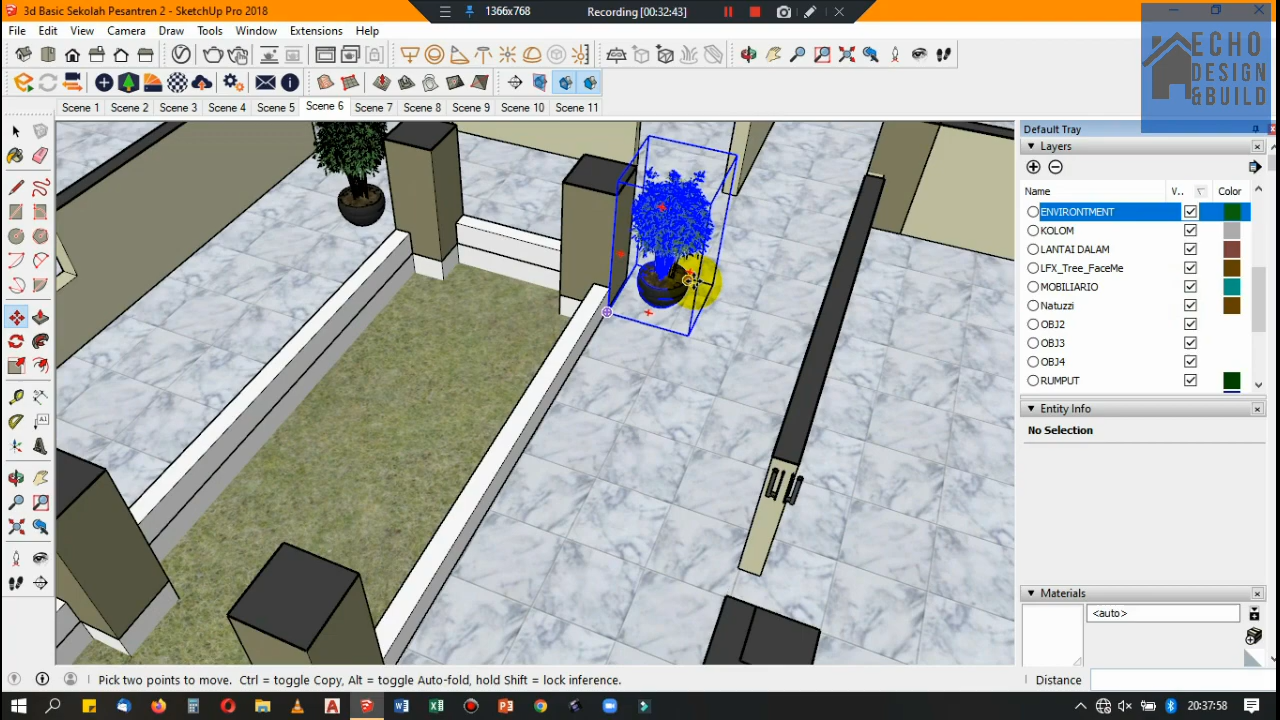 3d Basic Sekolah Pesantren 2 - SketchUp Pro 2018
1366x768
Recording [00:32:43]
File Edit View Camera Draw Tools Window Extensions Help
ECHO
DESIGN
&BUILD
Scene 1 Scene 2 Scene 3 Scene 4 Scene 5 Scene 6 Scene 7 Scene 8 Scene 9 Scene 10 Scene 11
Default Tray
Layers
Name V.. Color
ENVIRONTMENT
KOLOM
LANTAI DALAM
LFX_Tree_FaceMe
MOBILIARIO
Natuzzi
OBJ2
OBJ3
OBJ4
RUMPUT
Entity Info
No Selection
Materials
<auto>
Pick two points to move. Ctrl = toggle Copy, Alt = toggle Auto-fold, hold Shift = lock inference.
Distance
20:37:58